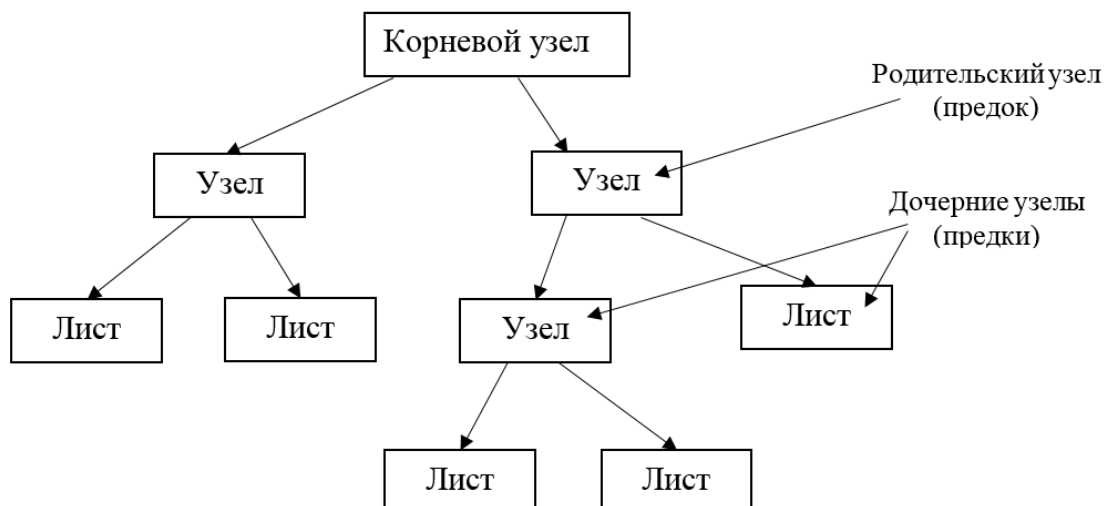 Корневой узел
Родительский узел
(предок)
Узел
Узел
Дочерние узелы
(предки)
Лист
Лист
Узел
Лист
Лист
Лист